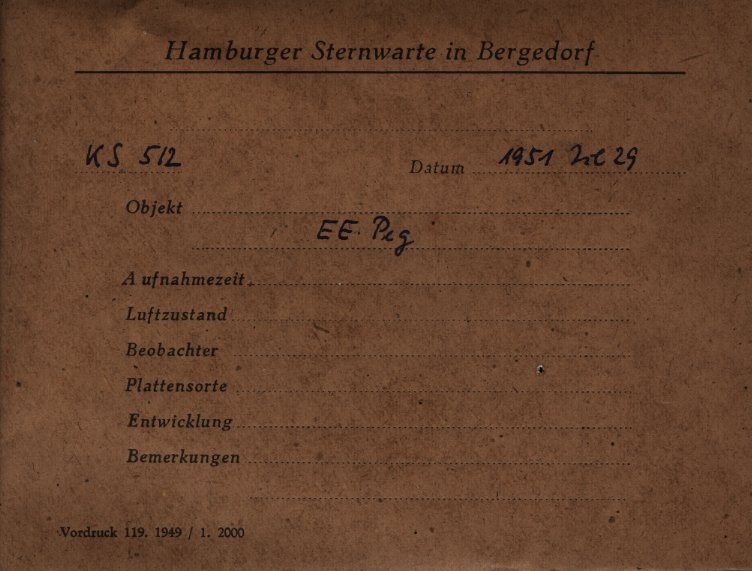 Hamburger Sternwarte in Bergedorf
KS 512 Datum 1951 Jul 29
Objekt
EE Peg
Aufnahmezeit
Luftzustand
Beobachter
Plattensorte
Entwicklung
Bemerkungen
Vordruck 119. 1949 / 1. 2000